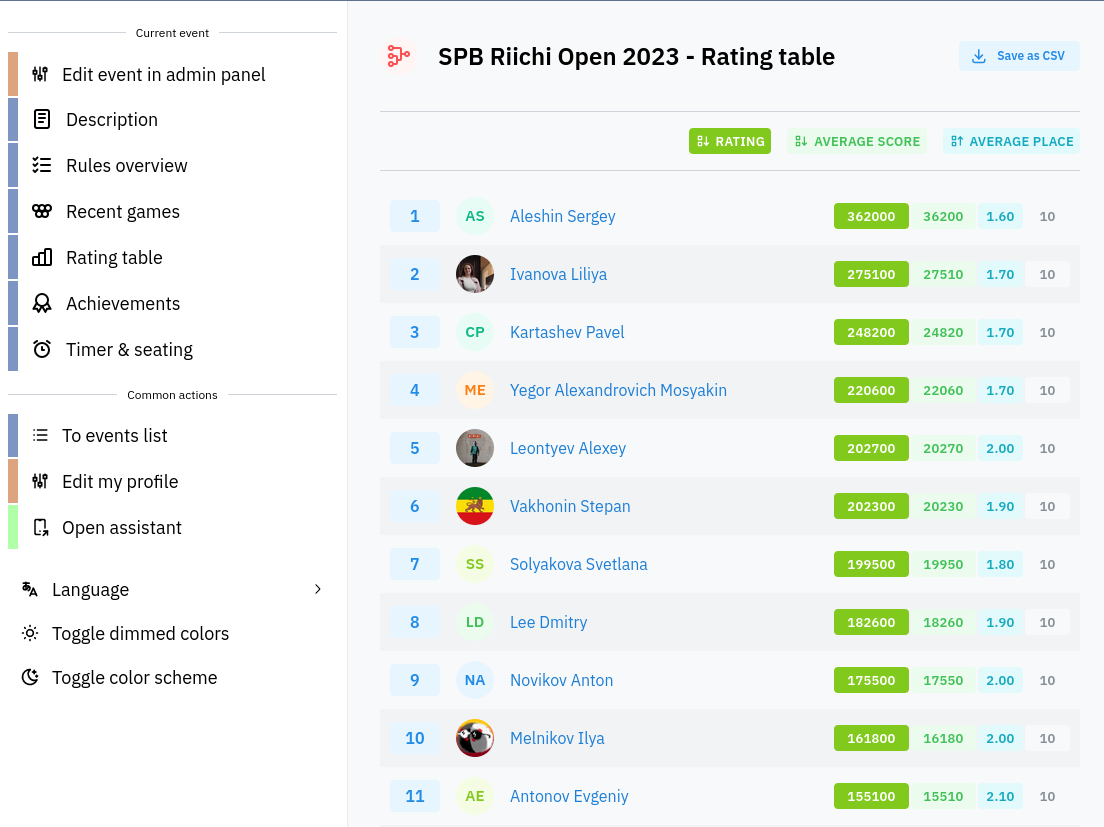 Current event
Edit event in admin panel
Description
Rules overview
Recent games
Rating table
Achievements
Timer & seating
Common actions
To events list
Edit my profile
Open assistant
Language
Toggle dimmed colors
Toggle color scheme
SPB Riichi Open 2023 - Rating table
Save as CSV
RATING AVERAGE SCORE AVERAGE PLACE
1 AS Aleshin Sergey 362000 36200 1.60 10
2 Ivanova Liliya 275100 27510 1.70 10
3 CP Kartashev Pavel 248200 24820 1.70 10
4 ME Yegor Alexandrovich Mosyakin 220600 22060 1.70 10
5 Leontyev Alexey 202700 20270 2.00 10
6 Vakhonin Stepan 202300 20230 1.90 10
7 SS Solyakova Svetlana 199500 19950 1.80 10
8 LD Lee Dmitry 182600 18260 1.90 10
9 NA Novikov Anton 175500 17550 2.00 10
10 Melnikov Ilya 161800 16180 2.00 10
11 AE Antonov Evgeniy 155100 15510 2.10 10